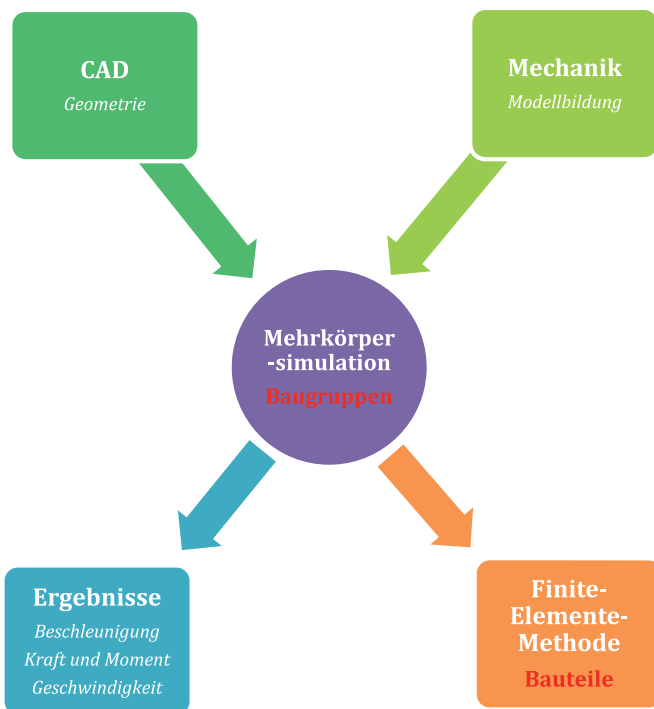 CAD
Geometrie
Mechanik
Modellbildung
Mehrkörper
-simulation
Baugruppen
Ergebnisse
Beschleunigung
Kraft und Moment
Geschwindigkeit
Finite-
Elemente-
Methode
Bauteile